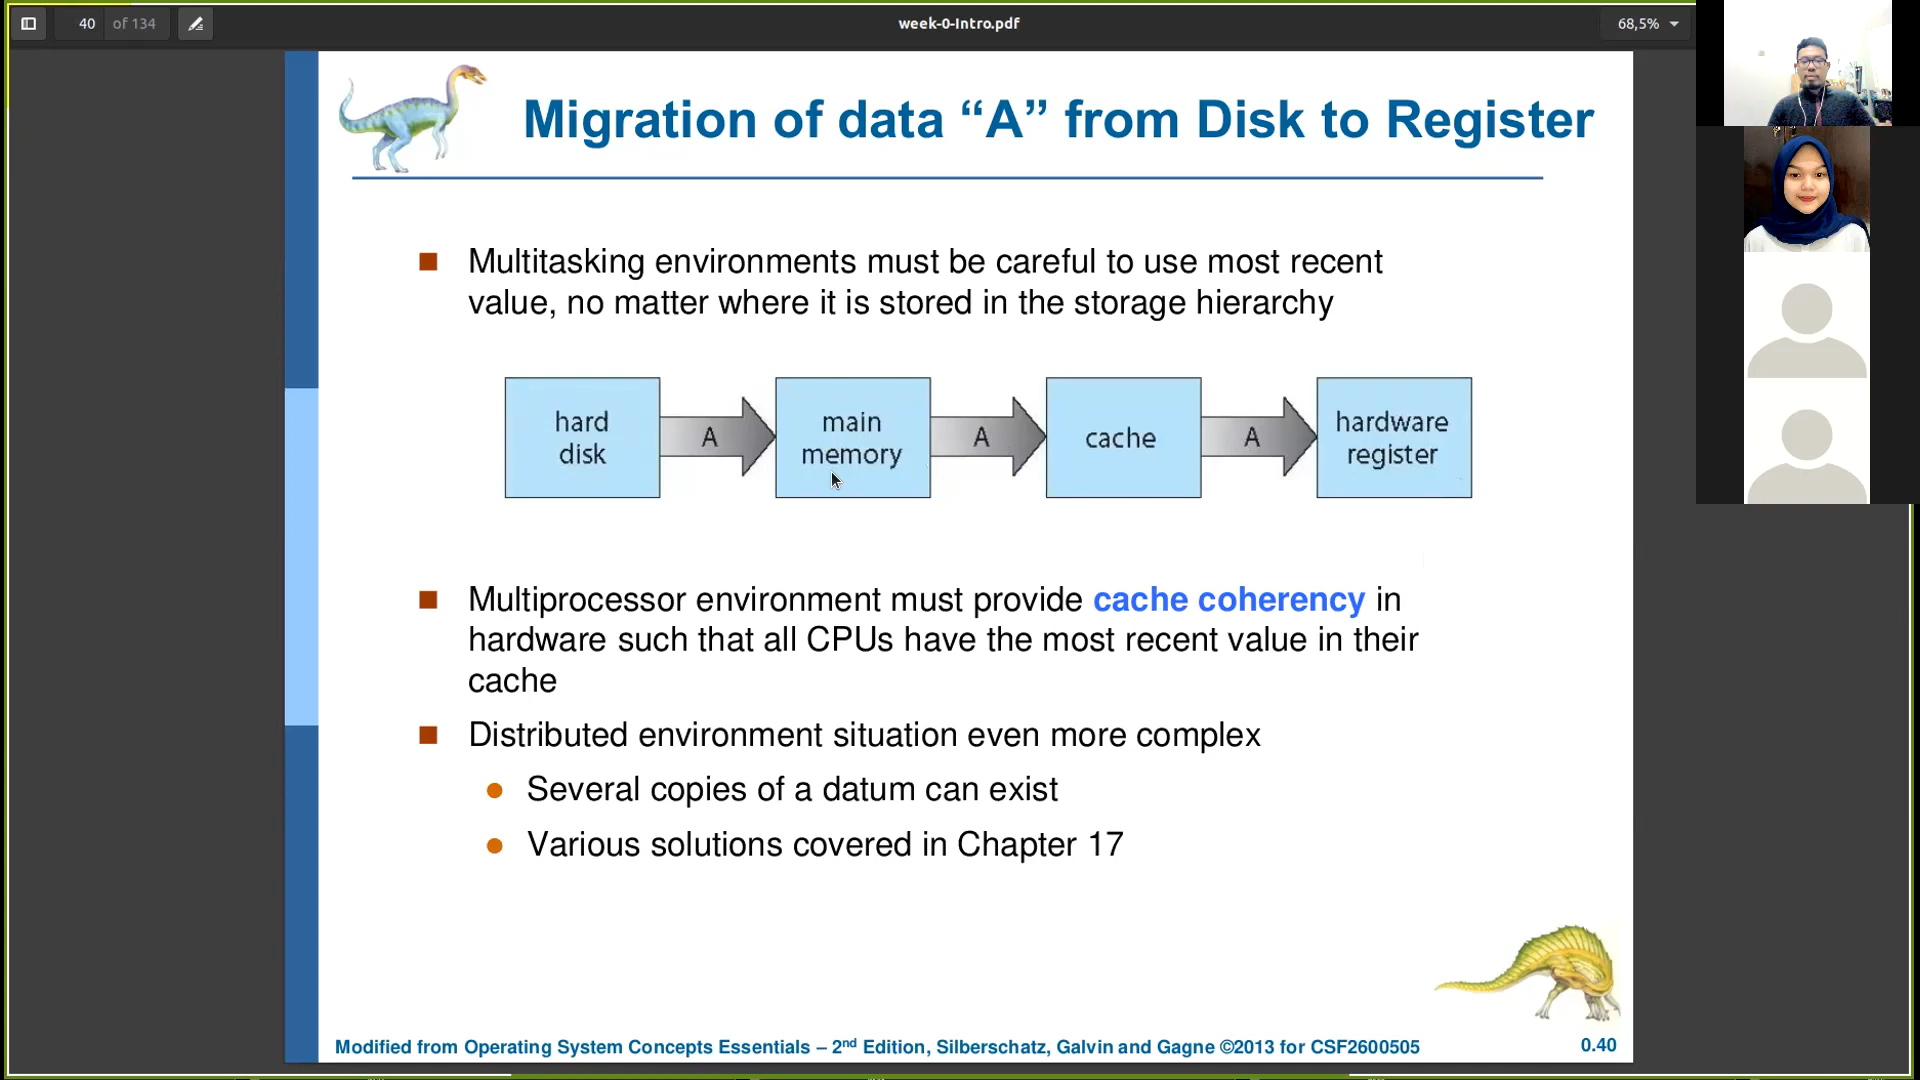 40 of 134
week-0-Intro.pdf
68,5%
Migration of data “A” from Disk to Register
Multitasking environments must be careful to use most recent
value, no matter where it is stored in the storage hierarchy
hard
disk
A
main
memory
A
cache
A
hardware
register
Multiprocessor environment must provide cache coherency in
hardware such that all CPUs have the most recent value in their
cache
Distributed environment situation even more complex
Several copies of a datum can exist
Various solutions covered in Chapter 17
Modified from Operating System Concepts Essentials – 2nd Edition, Silberschatz, Galvin and Gagne ©2013 for CSF2600505
0.40